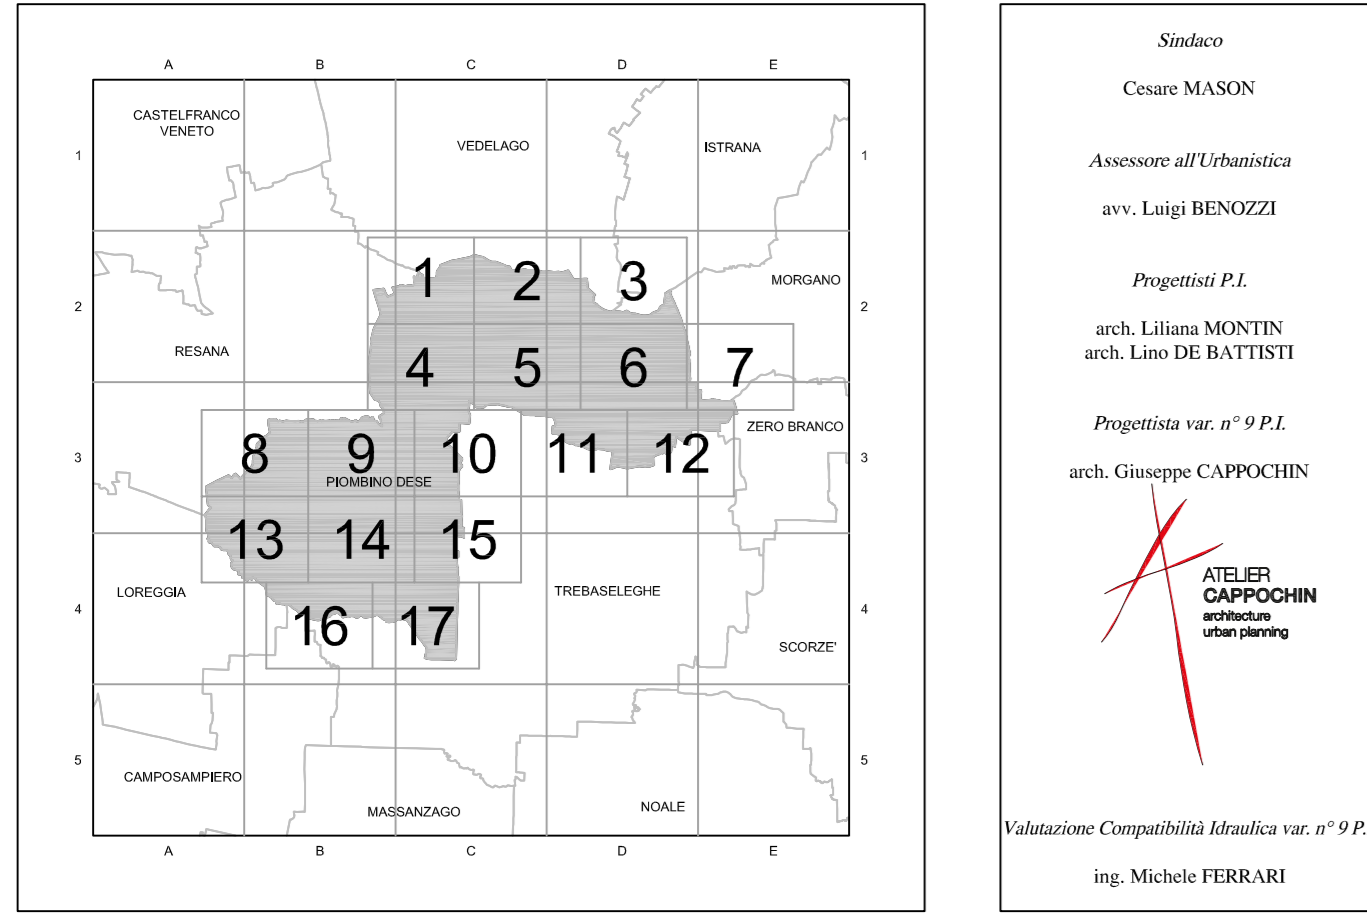 A B C D E
CASTELFRANCO
VENETO
VEDELAGO
ISTRANA
1 1
1 2 3
MORGANO
2 2
RESANA
4 5 6 7
ZERO BRANCO
8 9 10 11 12
3 3
PIOMBINO DESE
13 14 15
LOREGGIA
TREBASELEGHE
4 4
16 17
SCORZE'
5 5
CAMPOSAMPIERO
MASSANZAGO
NOALE
A B C D E
Sindaco
Cesare MASON
Assessore all'Urbanistica
avv. Luigi BENOZZI
Progettisti P.I.
arch. Liliana MONTIN
arch. Lino DE BATTISTI
Progettista var. n° 9 P.I.
arch. Giuseppe CAPPOCHIN
ATELIER
CAPPOCHIN
architecture
urban planning
Valutazione Compatibilità Idraulica var. n° 9 P.
ing. Michele FERRARI